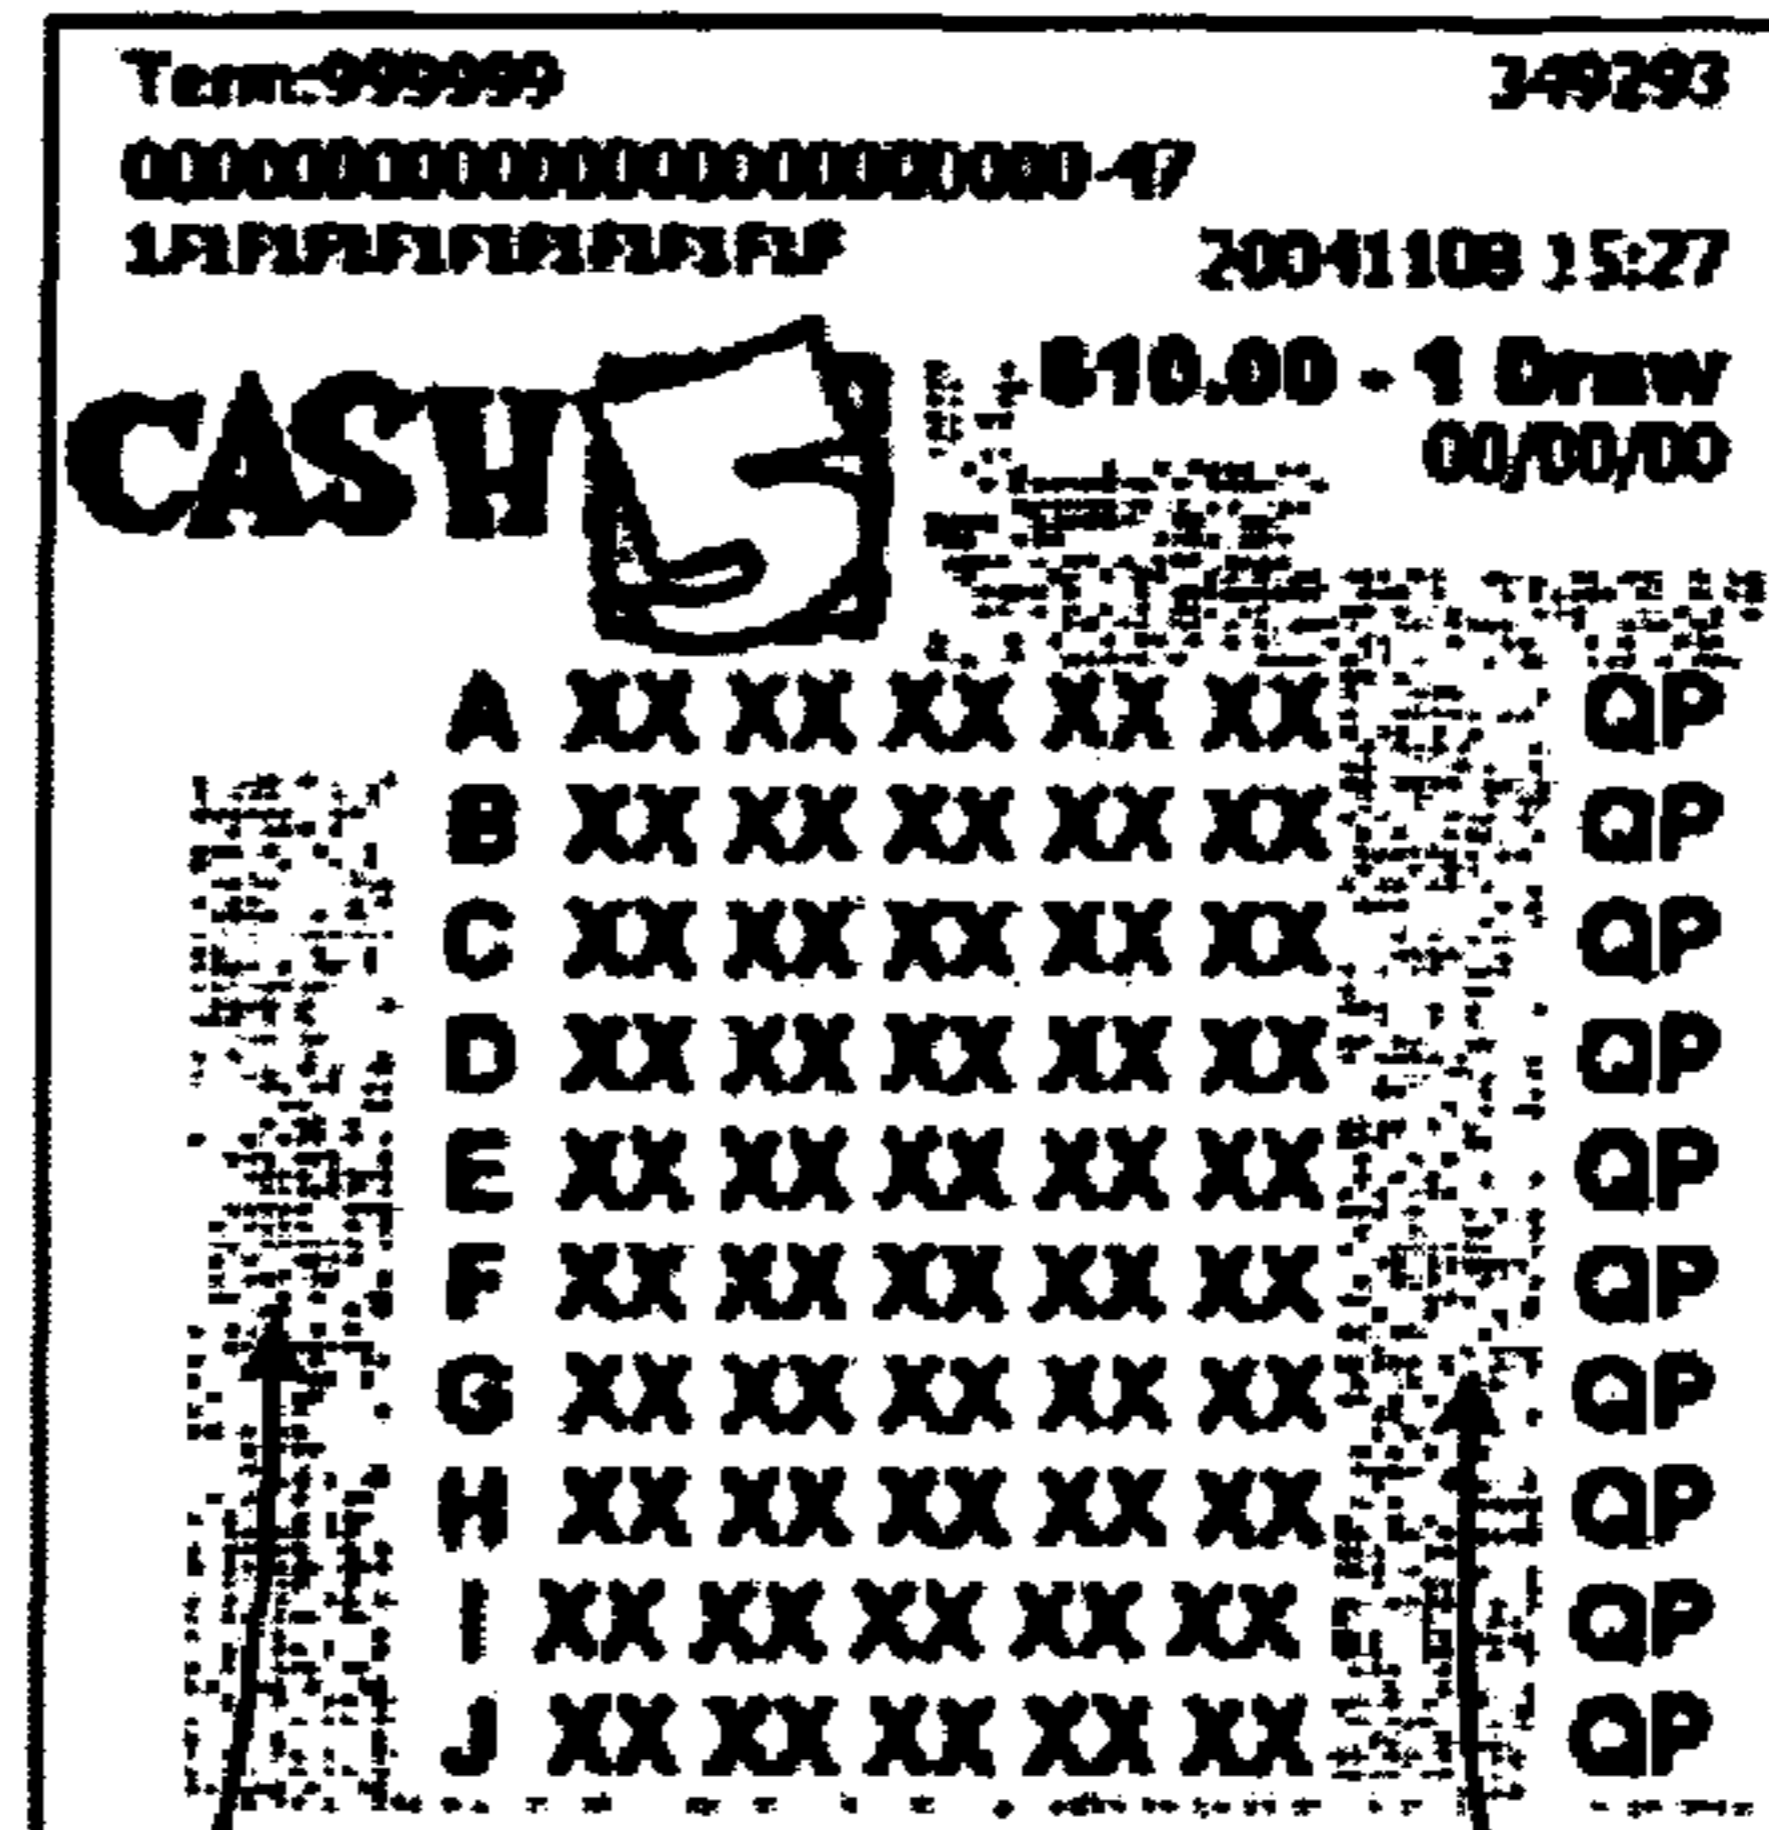 Term:999999 349293
1F1F1F1F1F1F1F1F1F1F1F 20041108 15:27
CASH 5 $10.00 - 1 Draw
00/00/00
A XX XX XX XX XX QP
B XX XX XX XX XX QP
C XX XX XX XX XX QP
D XX XX XX XX XX QP
E XX XX XX XX XX QP
F XX XX XX XX XX QP
G XX XX XX XX XX QP
H XX XX XX XX XX QP
I XX XX XX XX XX QP
J XX XX XX XX XX QP